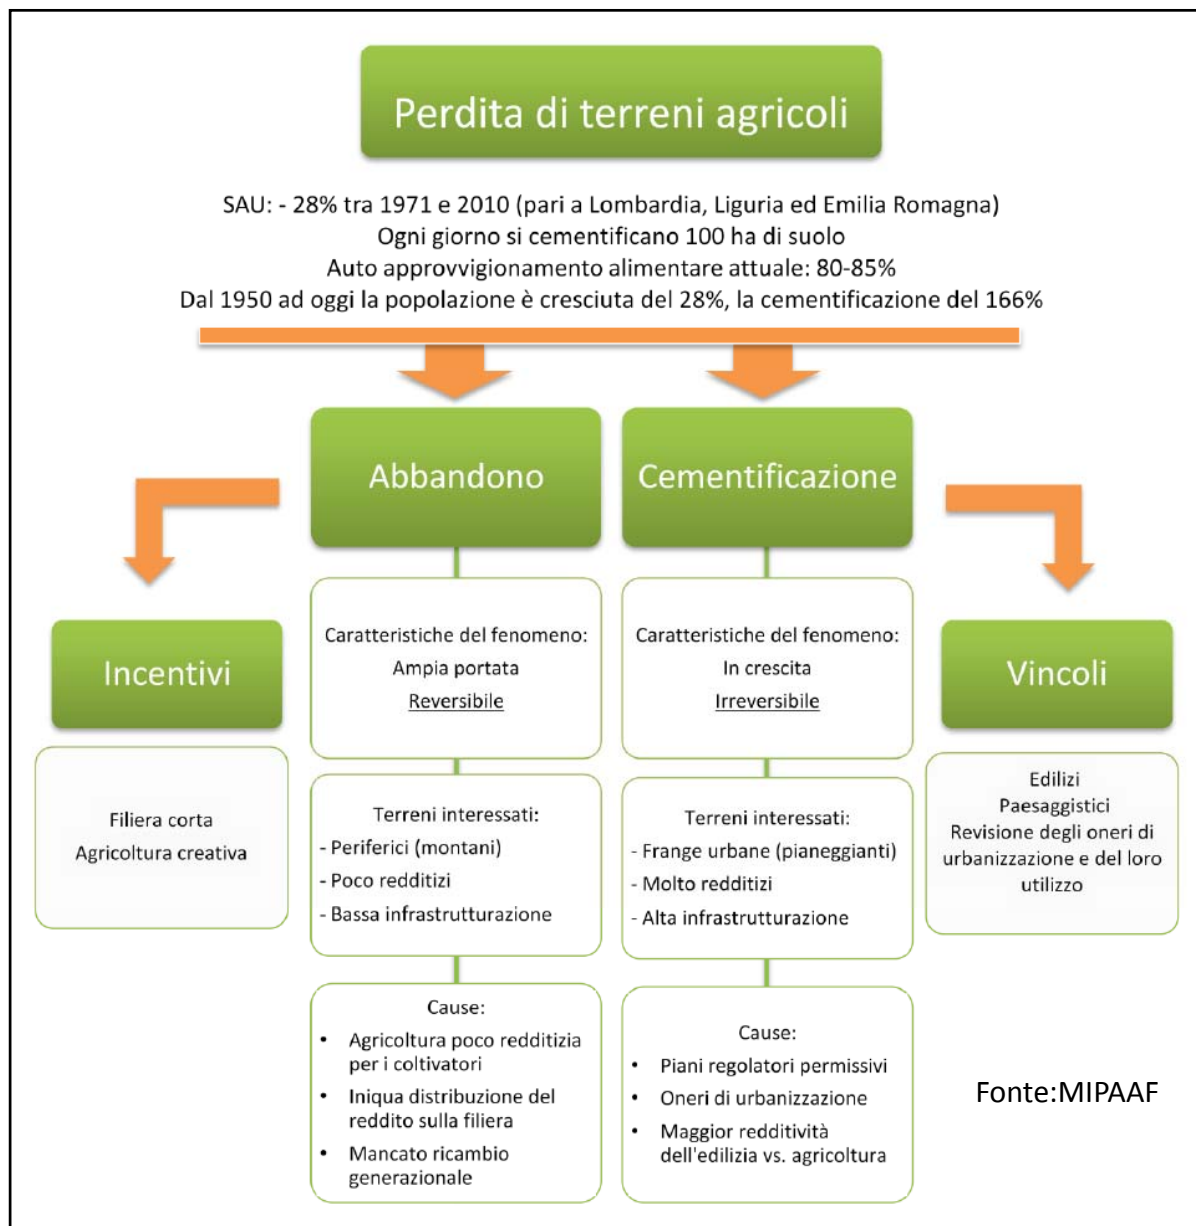 Perdita di terreni agricoli
SAU: - 28% tra 1971 e 2010 (pari a Lombardia, Liguria ed Emilia Romagna)
Ogni giorno si cementificano 100 ha di suolo
Auto approvvigionamento alimentare attuale: 80-85%
Dal 1950 ad oggi la popolazione è cresciuta del 28%, la cementificazione del 166%
Abbandono
Cementificazione
Incentivi
Filiera corta
Agricoltura creativa
Caratteristiche del fenomeno:
Ampia portata
Reversibile
Terreni interessati:
- Periferici (montani)
- Poco redditizi
- Bassa infrastrutturazione
Cause:
• Agricoltura poco redditizia
per i coltivatori
• Iniqua distribuzione del
reddito sulla filiera
• Mancato ricambio
generazionale
Caratteristiche del fenomeno:
In crescita
Irreversibile
Terreni interessati:
- Frange urbane (pianeggianti)
- Molto redditizi
- Alta infrastrutturazione
Cause:
• Piani regolatori permissivi
• Oneri di urbanizzazione
• Maggior redditività
dell'edilizia vs. agricoltura
Vincoli
Edilizi
Paesaggistici
Revisione degli oneri di
urbanizzazione e del loro
utilizzo
Fonte:MIPAAF